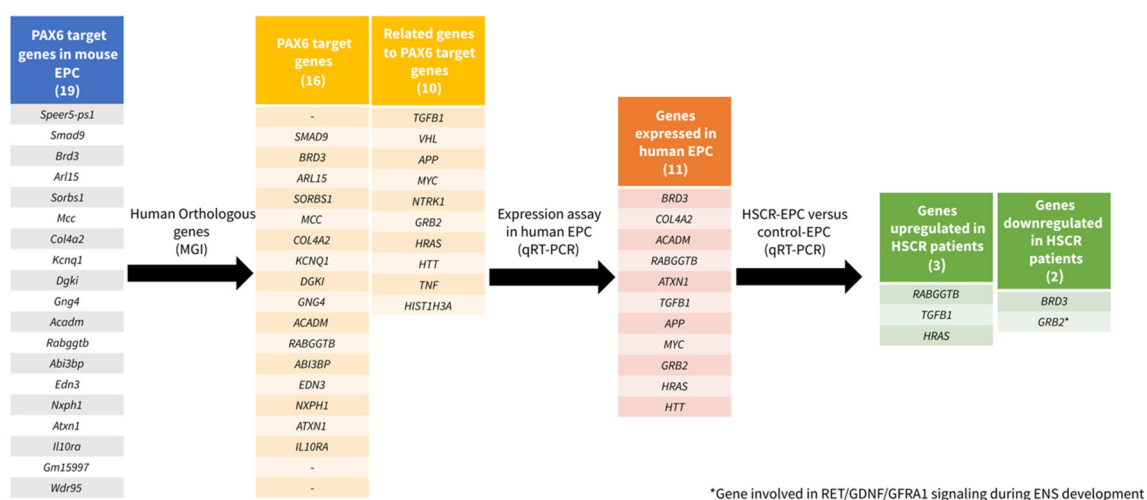 PAX6 target
genes in mouse
EPC
(19)
Speer5-ps1
Smad9
Brd3
Arl15
Sorbs1
Mcc
Col4a2
Kcnq1
Dgki
Gng4
Acadm
Rabggtb
Abi3bp
Edn3
Nxph1
Atxn1
Il10ra
Gm15997
Wdr95
Human Orthologous
genes
(MGI)
PAX6 target
genes
(16)
-
SMAD9
BRD3
ARL15
SORBS1
MCC
COL4A2
KCNQ1
DGKI
GNG4
ACADM
RABGGTB
ABI3BP
EDN3
NXPH1
ATXN1
IL10RA
-
-
Related genes
to PAX6 target
genes
(10)
TGFB1
VHL
APP
MYC
NTRK1
GRB2
HRAS
HTT
TNF
HIST1H3A
Expression assay
in human EPC
(qRT-PCR)
Genes
expressed in
human EPC
(11)
BRD3
COL4A2
ACADM
RABGGTB
ATXN1
TGFB1
APP
MYC
GRB2
HRAS
HTT
HSCR-EPC versus
control-EPC
(qRT-PCR)
Genes
upregulated in
HSCR patients
(3)
RABGGTB
TGFB1
HRAS
Genes
downregulated
in HSCR
patients
(2)
BRD3
GRB2*
*Gene involved in RET/GDNF/GFRA1 signaling during ENS development